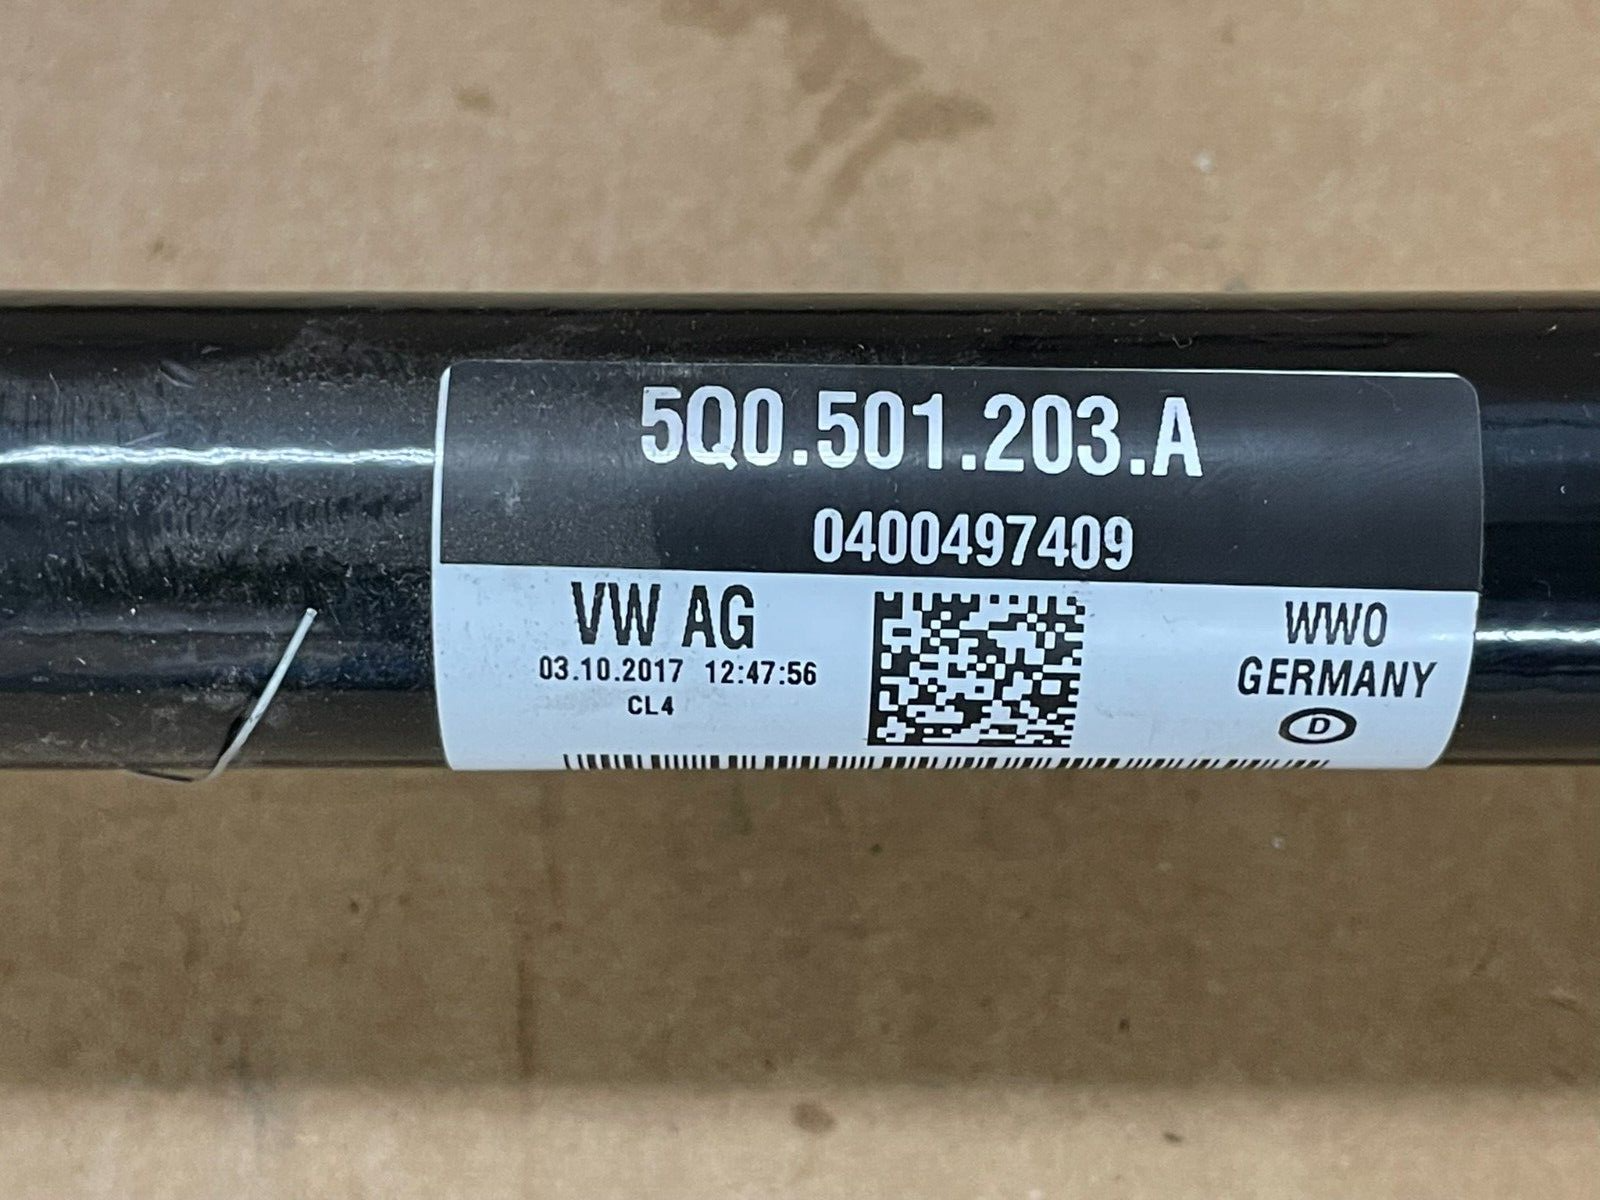 5Q0.501.203.A
0400497409
VW AG
03.10.2017 12:47:56
CL4
WWO
GERMANY
D